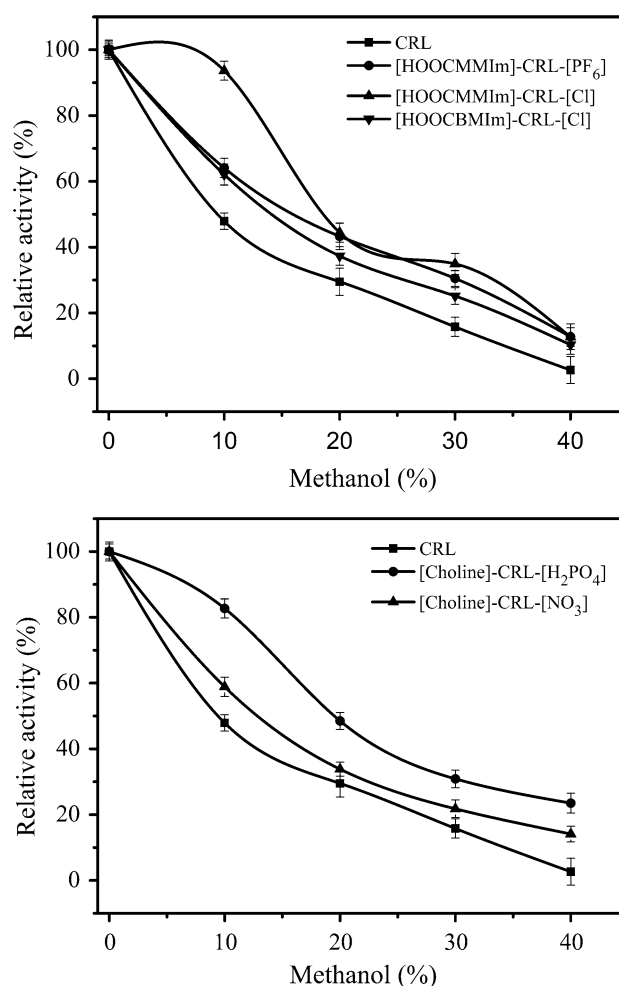 CRL
[HOOCMMIm]-CRL-[PF6]
[HOOCMMIm]-CRL-[Cl]
[HOOCBMIm]-CRL-[Cl]
Relative activity (%)
100
80
60
40
20
0
0 10 20 30 40
Methanol (%)
CRL
[Choline]-CRL-[H2PO4]
[Choline]-CRL-[NO3]
Relative activity (%)
100
80
60
40
20
0
0 10 20 30 40
Methanol (%)